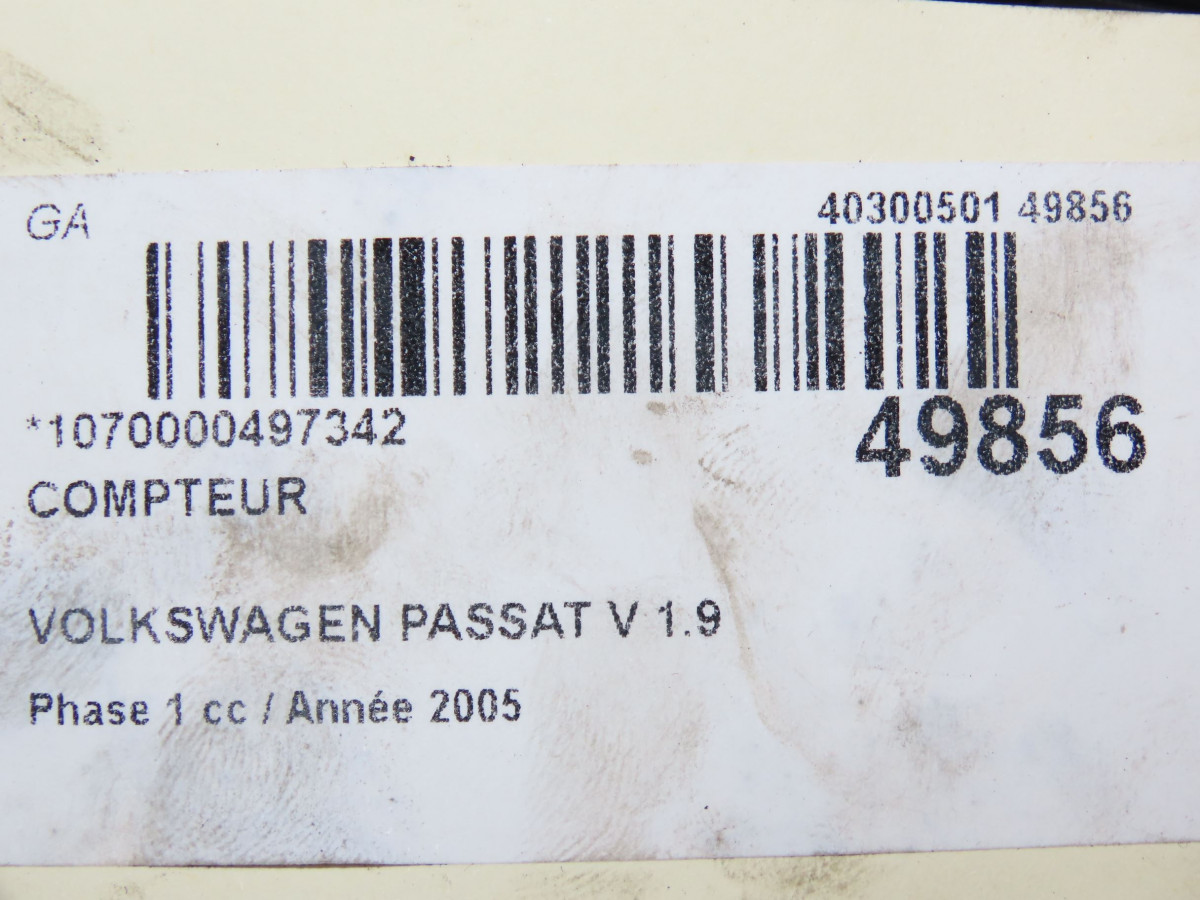 GA
40300501 49856
*1070000497342
49856
COMPTEUR
VOLKSWAGEN PASSAT V 1.9
Phase 1 cc / Année 2005